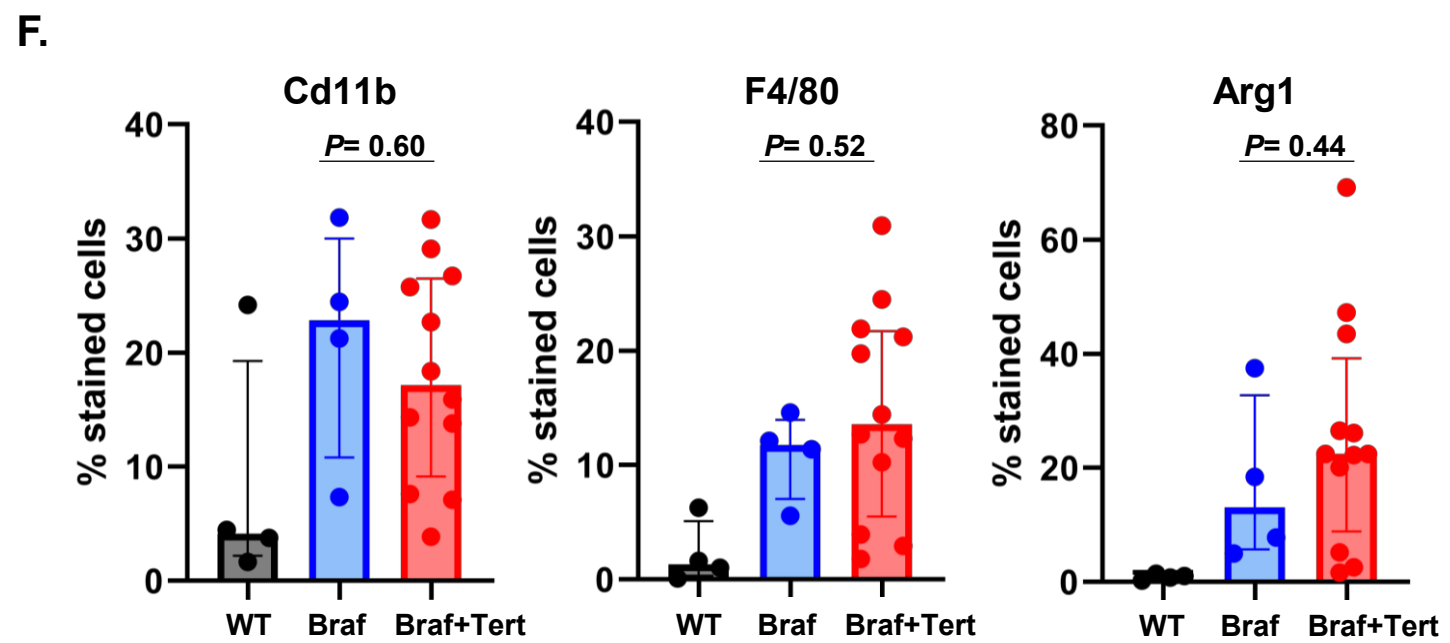 F.
Cd11b
F4/80
Arg1
P= 0.60
P= 0.52
P= 0.44
% stained cells
40
30
20
10
0
WT Braf Braf+Tert
% stained cells
40
30
20
10
0
WT Braf Braf+Tert
% stained cells
80
60
40
20
0
WT Braf Braf+Tert